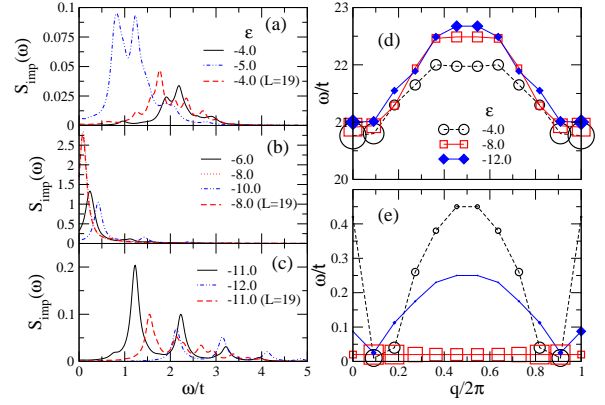 0.1
0.075
0.05
0.025
0
S_imp(ω)
(a)
ε
-4.0
-5.0
-4.0 (L=19)
2.5
2
1.5
1
0.5
0
S_imp(ω)
(b)
-6.0
-8.0
-10.0
-8.0 (L=19)
0.2
0.1
0
S_imp(ω)
(c)
-11.0
-12.0
-11.0 (L=19)
0 1 2 3 4 5
ω/t
23
22
21
20
ω/t
(d)
ε
-4.0
-8.0
-12.0
0.4
0.3
0.2
0.1
0
ω/t
(e)
0 0.2 0.4 0.6 0.8 1
q/2π